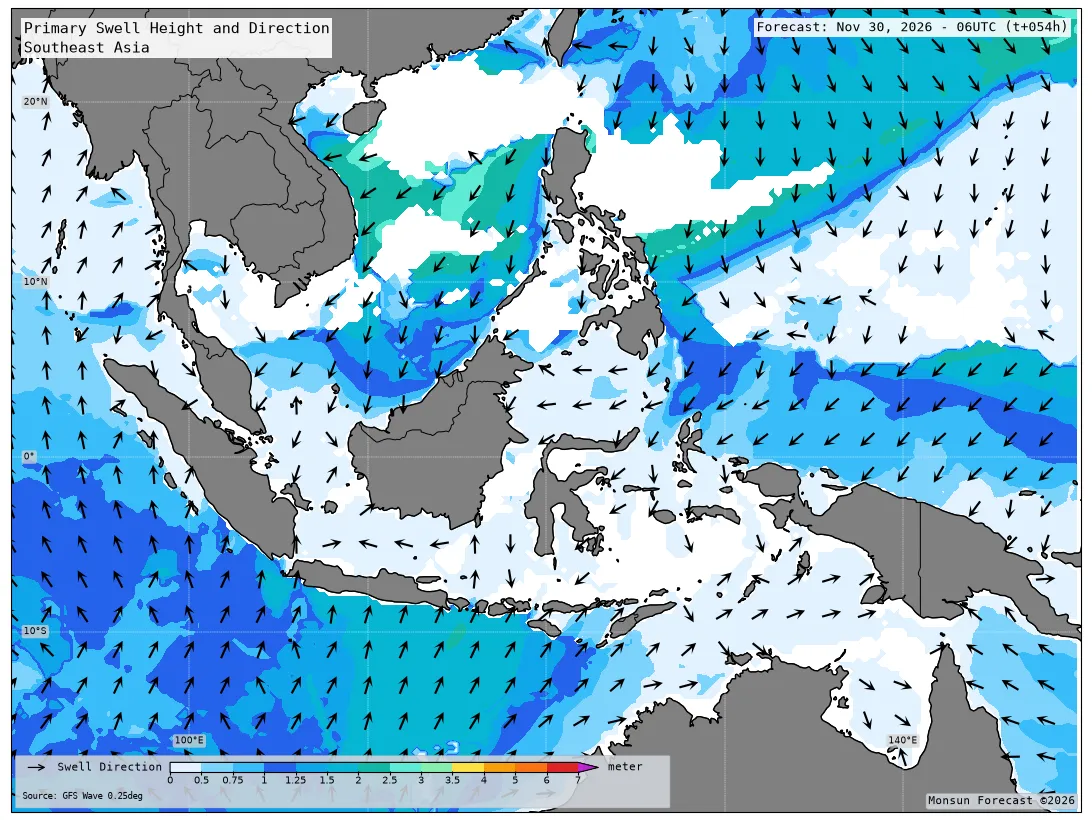 Primary Swell Height and Direction
Southeast Asia
Forecast: Nov 30, 2026 - 06UTC (t+054h)
20°N
10°N
0°
10°S
100°E
140°E
Swell Direction
0 0.5 0.75 1 1.25 1.5 2 2.5 3 3.5 4 5 6 7
meter
Source: GFS Wave 0.25deg
Monsun Forecast ©2026